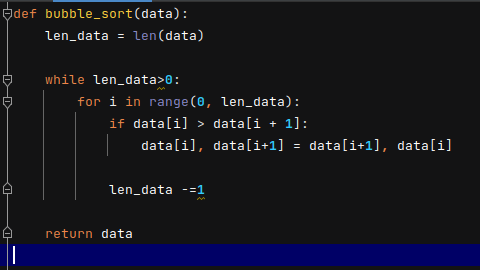 def bubble_sort(data):
    len_data = len(data)

    while len_data>0:
        for i in range(0, len_data):
            if data[i] > data[i + 1]:
                data[i], data[i+1] = data[i+1], data[i]

            len_data -=1

    return data